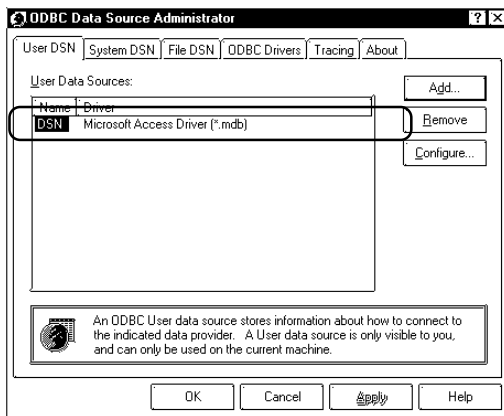 ODBC Data Source Administrator
User DSN System DSN File DSN ODBC Drivers Tracing About
User Data Sources:
Add...
Name Driver
DSN Microsoft Access Driver (*.mdb)
Remove
Configure...
An ODBC User data source stores information about how to connect to
the indicated data provider. A User data source is only visible to you,
and can only be used on the current machine.
OK Cancel Apply Help